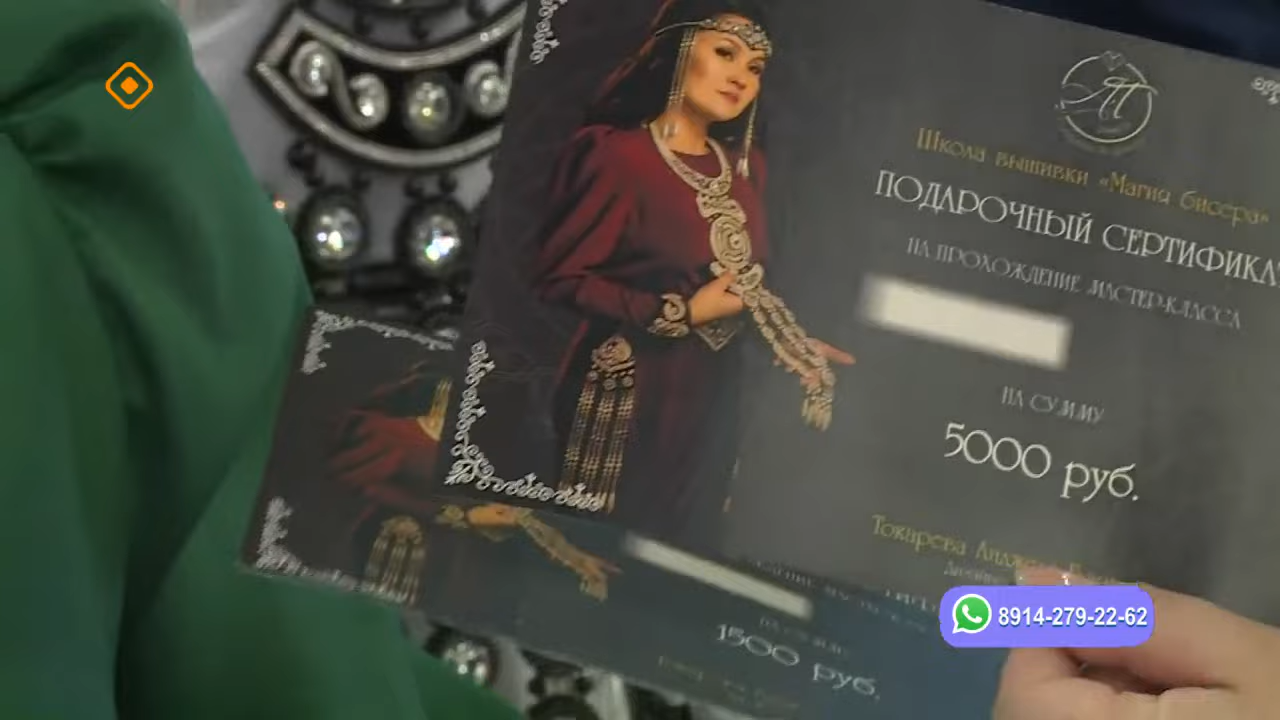 Школа вышивки «Магия бисера»
ПОДАРОЧНЫЙ СЕРТИФИКАТ
НА ПРОХОЖДЕНИЕ МАСТЕР-КЛАССА
НА СУММУ
5000 руб.
Токарева
8914-279-22-62
1500 руб.